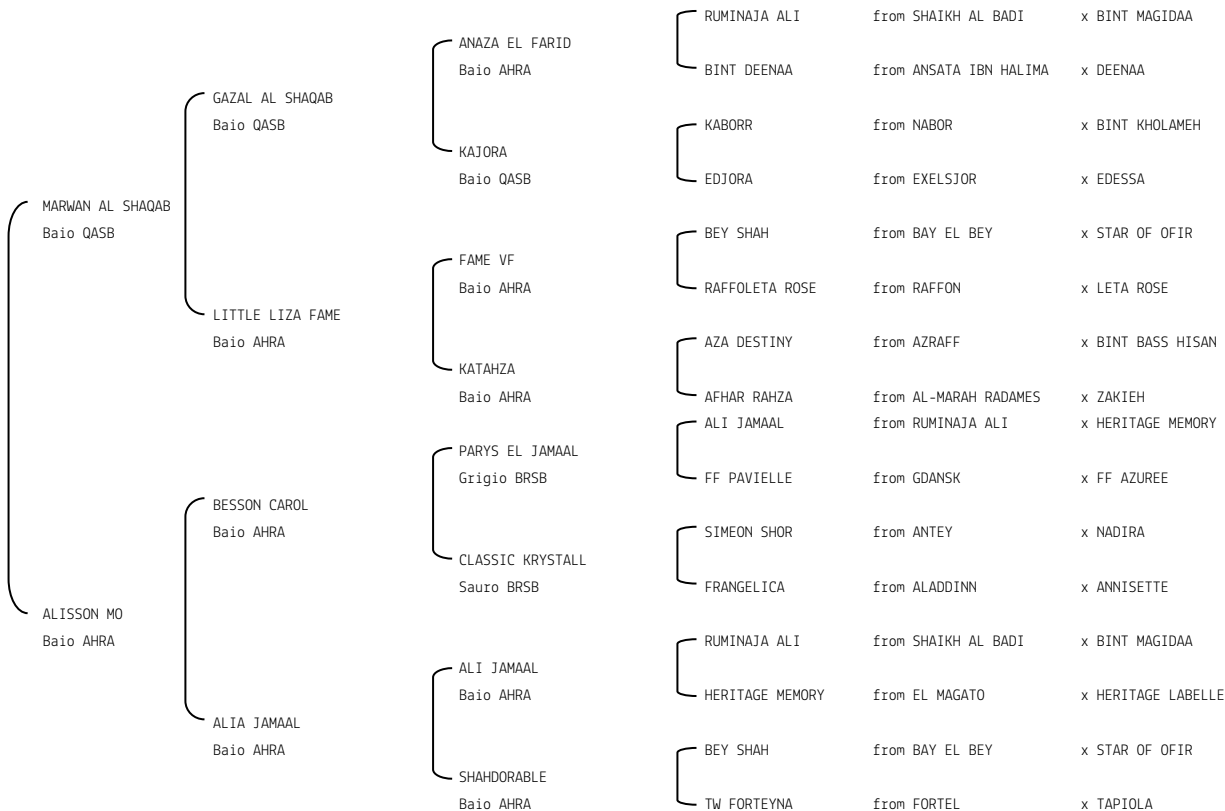 RUMINAJA ALI from SHAIKH AL BADI x BINT MAGIDAA
ANAZA EL FARID
Baio AHRA BINT DEENAA from ANSATA IBN HALIMA x DEENAA
GAZAL AL SHAQAB
Baio QASB KABORR from NABOR x BINT KHOLAMEH
KAJORA
Baio QASB EDJORA from EXELSJOR x EDESSA
MARWAN AL SHAQAB
Baio QASB BEY SHAH from BAY EL BEY x STAR OF OFIR
FAME VF
Baio AHRA RAFFOLETA ROSE from RAFFON x LETA ROSE
LITTLE LIZA FAME
Baio AHRA AZA DESTINY from AZRAFF x BINT BASS HISAN
KATAHZA
Baio AHRA AFHAR RAHZA from AL-MARAH RADAMES x ZAKIEH
ALI JAMAAL from RUMINAJA ALI x HERITAGE MEMORY
PARYS EL JAMAAL
Grigio BRSB FF PAVIELLE from GDANSK x FF AZUREE
BESSON CAROL
Baio AHRA SIMEON SHOR from ANTEY x NADIRA
CLASSIC KRYSTALL
Sauro BRSB FRANGELICA from ALADDINN x ANNISETTE
ALISSON MO
Baio AHRA RUMINAJA ALI from SHAIKH AL BADI x BINT MAGIDAA
ALI JAMAAL
Baio AHRA HERITAGE MEMORY from EL MAGATO x HERITAGE LABELLE
ALIA JAMAAL
Baio AHRA BEY SHAH from BAY EL BEY x STAR OF OFIR
SHAHDORABLE
Baio AHRA TW FORTEYNA from FORTEL x TAPIOLA